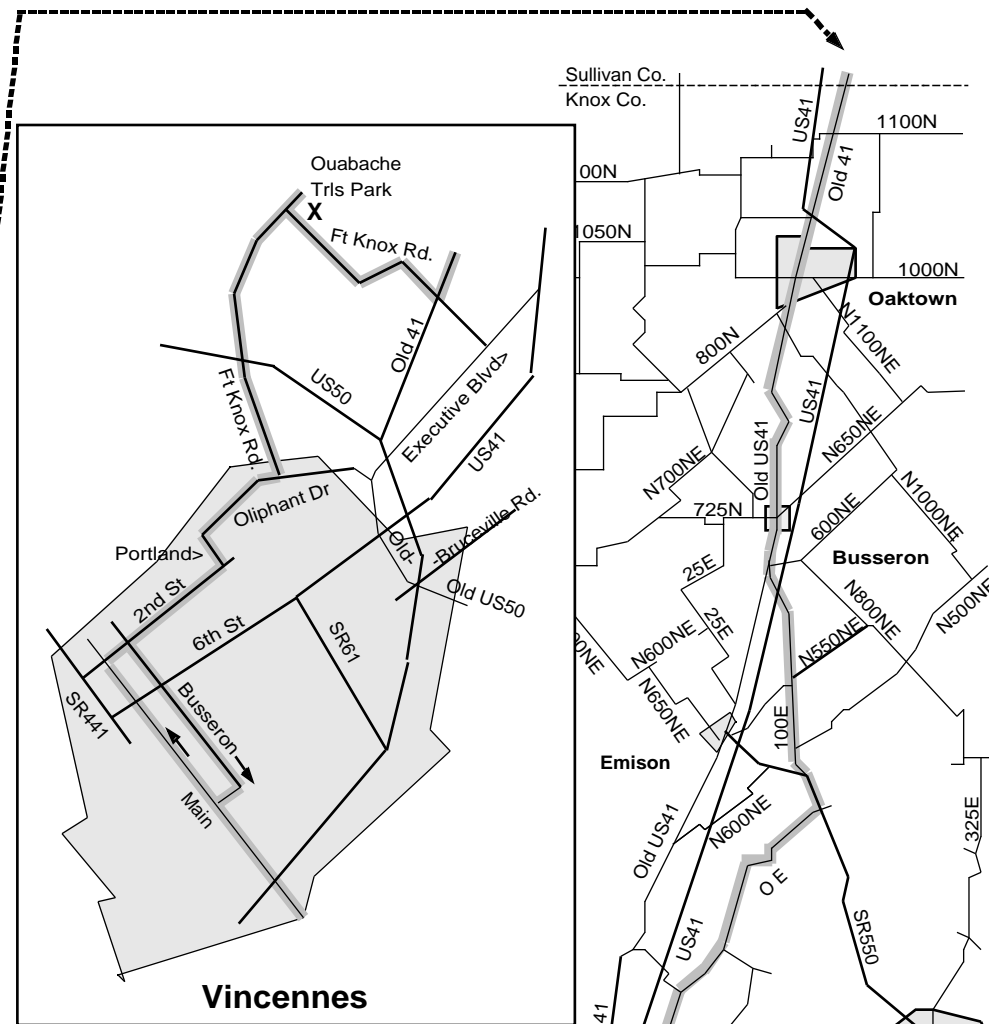 Sullivan Co.
Knox Co.
US41
Old 41
1100N
00N
1050N
1000N
Oaktown
N1100NE
800N
US41
N650NE
Old US41
N700NE
725N
600NE
N1000NE
Busseron
25E
25E
N800NE
N500NE
N550NE
N600NE
00NE
N650NE
100E
Emison
Old US41
N600NE
O E
325E
US41
SR550
41
Ouabache
Trls Park
X
Ft Knox Rd.
Old 41
US50
Executive Blvd>
US41
Ft Knox Rd.
Oliphant Dr
Old-
-Bruceville Rd.
Portland>
Old US50
2nd St
6th St
SR61
SR441
Busseron
Main
Vincennes